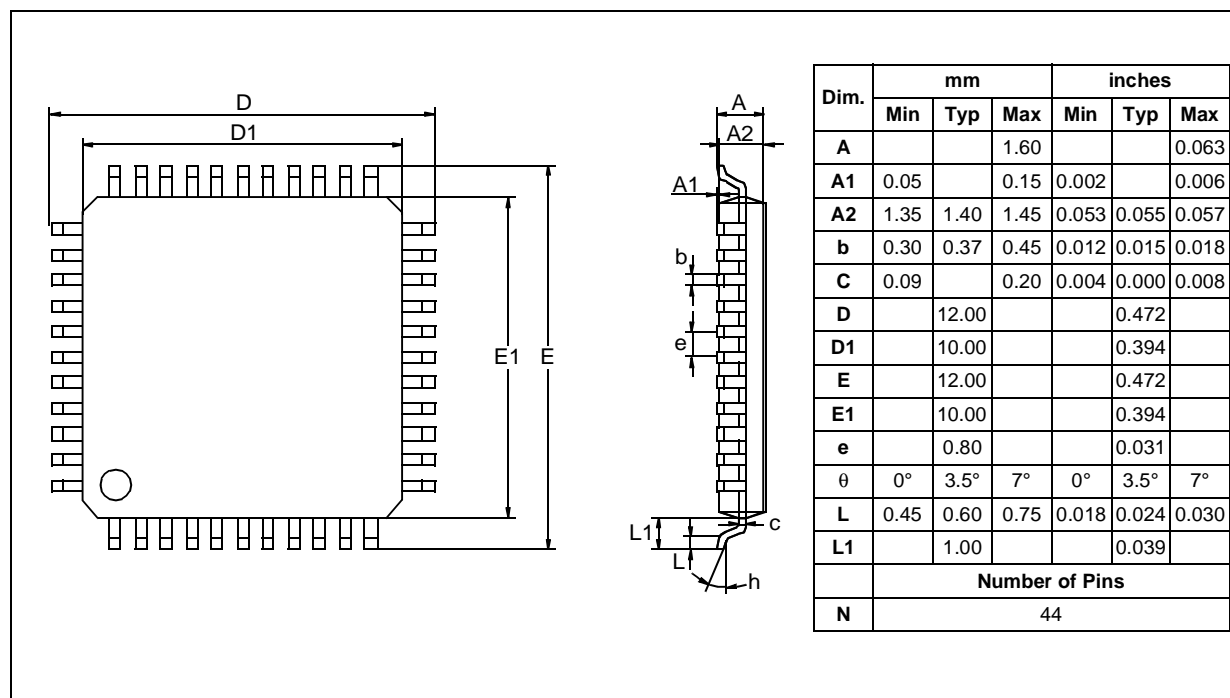 D
D1
E1
E
A
A2
A1
b
e
c
L1
L
h
Dim. mm inches
Min Typ Max Min Typ Max
A 1.60 0.063
A1 0.05 0.15 0.002 0.006
A2 1.35 1.40 1.45 0.053 0.055 0.057
b 0.30 0.37 0.45 0.012 0.015 0.018
C 0.09 0.20 0.004 0.000 0.008
D 12.00 0.472
D1 10.00 0.394
E 12.00 0.472
E1 10.00 0.394
e 0.80 0.031
θ 0° 3.5° 7° 0° 3.5° 7°
L 0.45 0.60 0.75 0.018 0.024 0.030
L1 1.00 0.039
Number of Pins
N 44